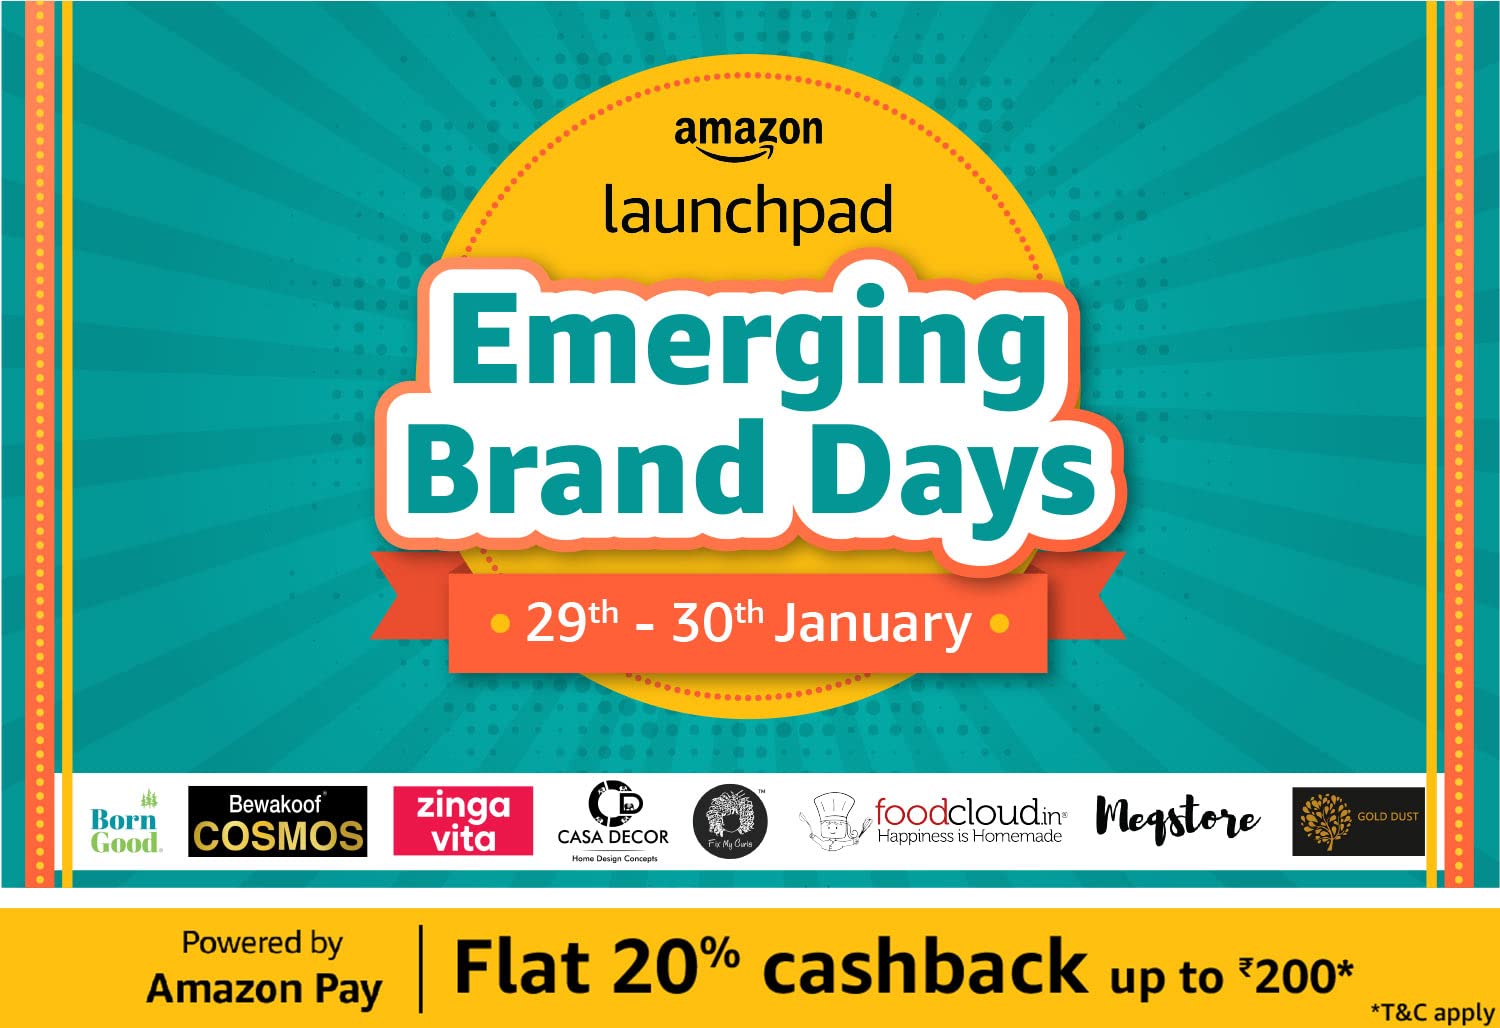 amazon
launchpad
Emerging
Brand Days
29th - 30th January
Born
Good®
Bewakoof®
COSMOS
zinga
vita
CASA DECOR
Home Design Concepts
Fix My Curls
TM
foodcloud.in®
Happiness is Homemade
Meqstore
GOLD DUST
Powered by
Amazon Pay
Flat 20% cashback up to ₹200*
*T&C apply